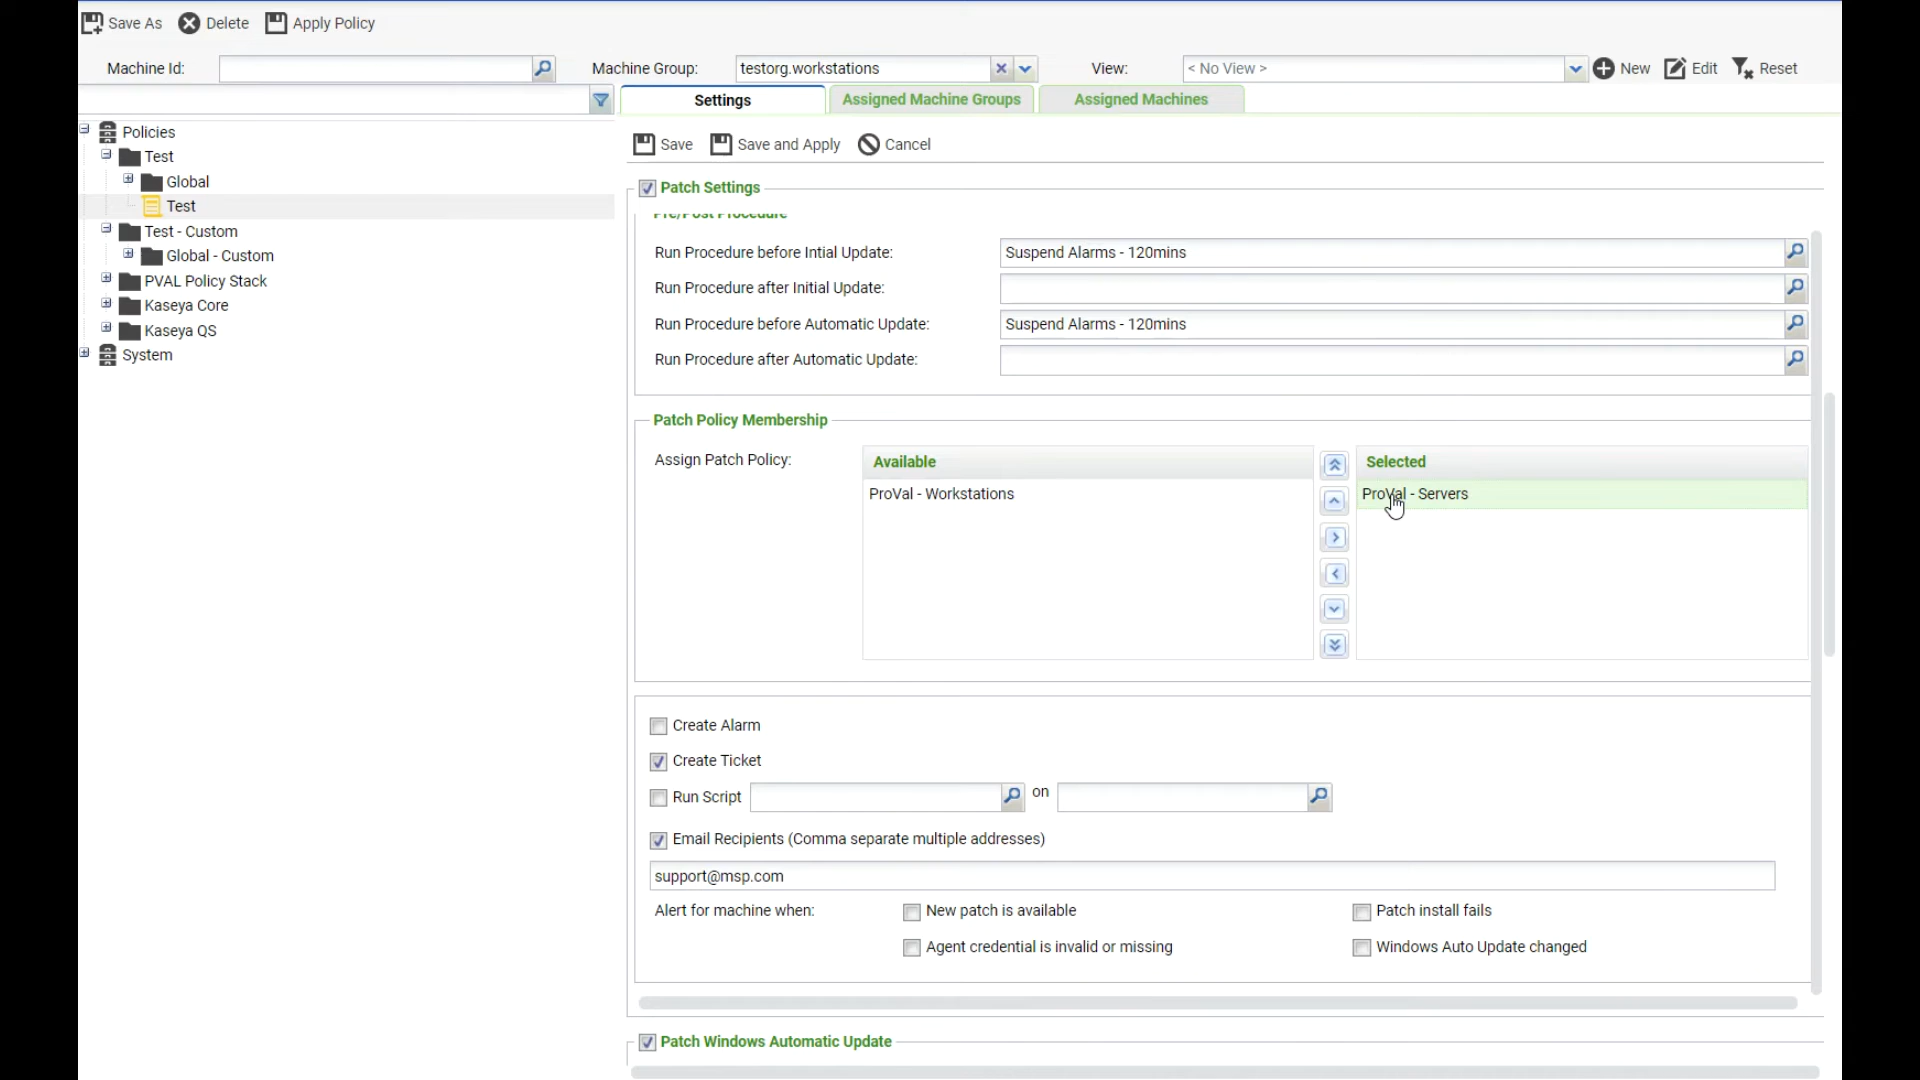 Save As Delete Apply Policy
Machine Id: Machine Group: testorg.workstations View: < No View > New Edit Reset
Settings Assigned Machine Groups Assigned Machines
Policies
Test
Global
Test
Test - Custom
Global - Custom
PVAL Policy Stack
Kaseya Core
Kaseya QS
System
Save Save and Apply Cancel
Patch Settings
Pre/Post Procedure
Run Procedure before Intial Update: Suspend Alarms - 120mins
Run Procedure after Initial Update:
Run Procedure before Automatic Update: Suspend Alarms - 120mins
Run Procedure after Automatic Update:
Patch Policy Membership
Assign Patch Policy: Available Selected
ProVal - Workstations ProVal - Servers
Create Alarm
Create Ticket
Run Script on
Email Recipients (Comma separate multiple addresses)
support@msp.com
Alert for machine when: New patch is available Patch install fails
Agent credential is invalid or missing Windows Auto Update changed
Patch Windows Automatic Update